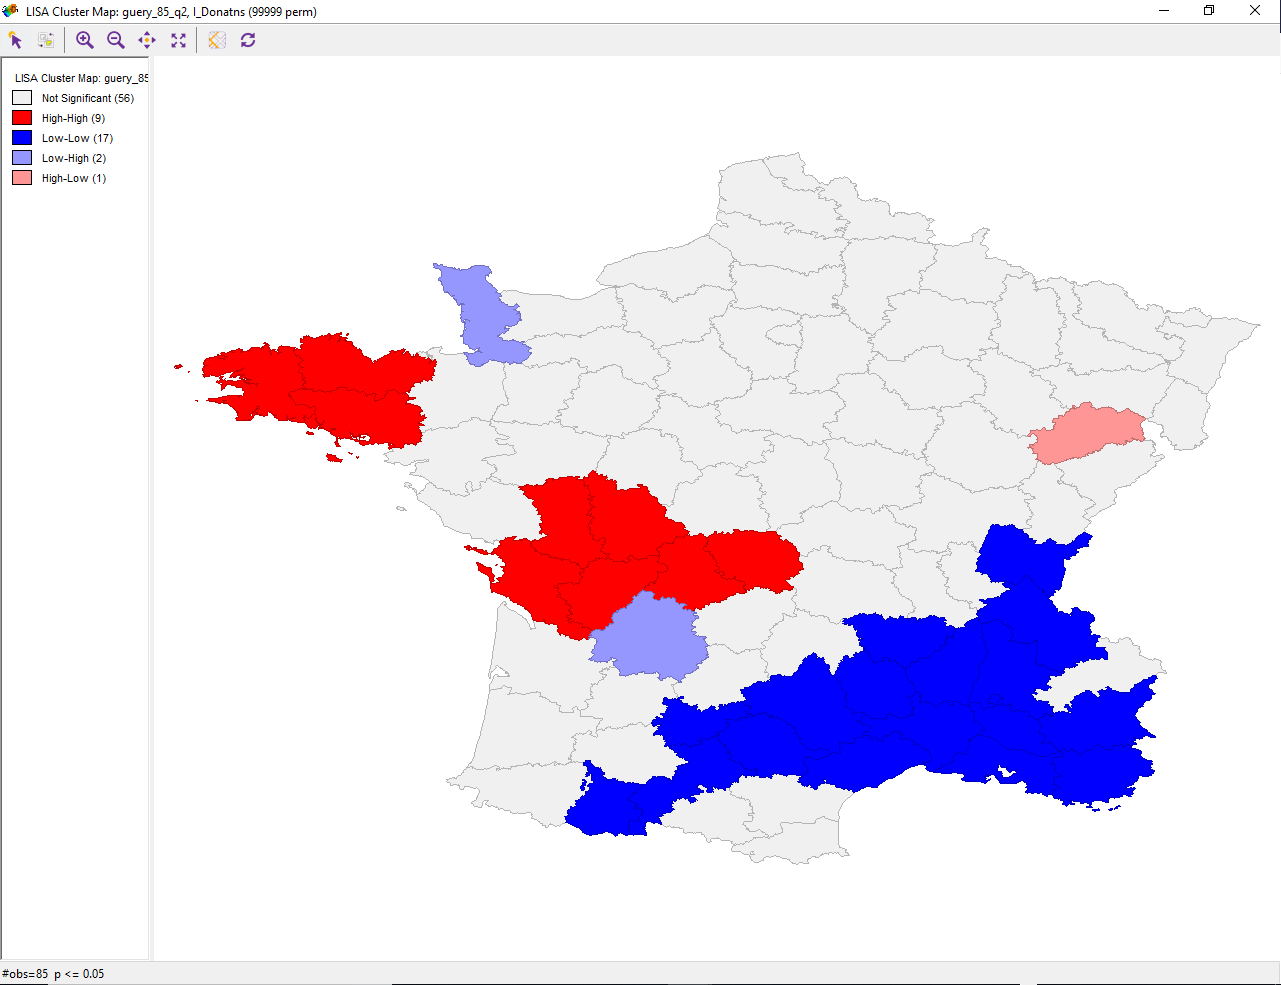 LISA Cluster Map: guery_85_q2, I_Donatns (99999 perm)
LISA Cluster Map: guery_85
Not Significant (56)
High-High (9)
Low-Low (17)
Low-High (2)
High-Low (1)
#obs=85 p <= 0.05